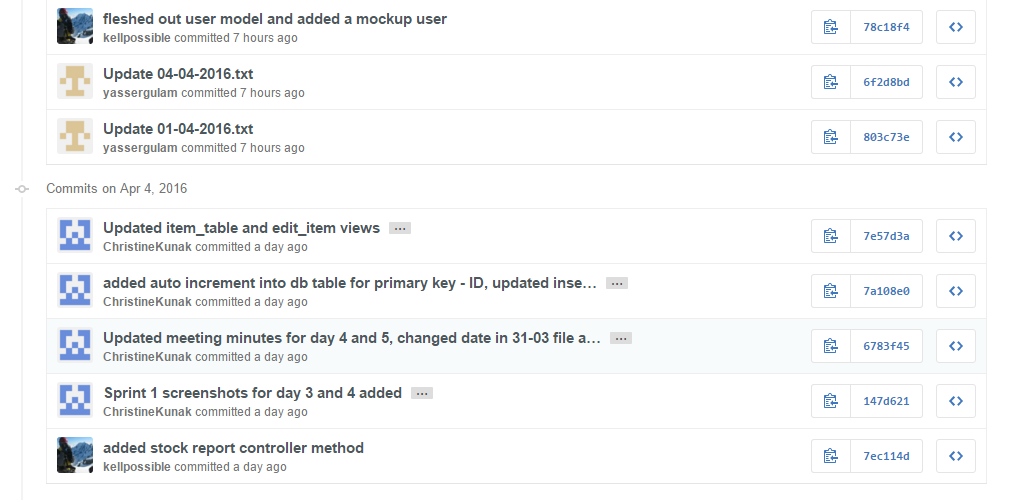 fleshed out user model and added a mockup user
kellpossible committed 7 hours ago
78c18f4
Update 04-04-2016.txt
yassergulam committed 7 hours ago
6f2d8bd
Update 01-04-2016.txt
yassergulam committed 7 hours ago
803c73e
Commits on Apr 4, 2016
Updated item_table and edit_item views …
ChristineKunak committed a day ago
7e57d3a
added auto increment into db table for primary key - ID, updated inse… …
ChristineKunak committed a day ago
7a108e0
Updated meeting minutes for day 4 and 5, changed date in 31-03 file a… …
ChristineKunak committed a day ago
6783f45
Sprint 1 screenshots for day 3 and 4 added …
ChristineKunak committed a day ago
147d621
added stock report controller method
kellpossible committed a day ago
7ec114d